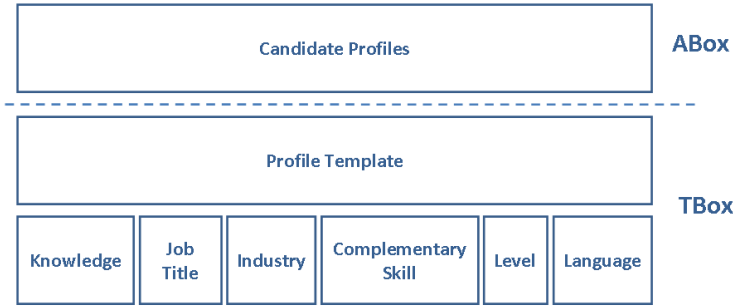 Candidate Profiles
ABox
Profile Template
TBox
Knowledge
Job
Title
Industry
Complementary
Skill
Level
Language